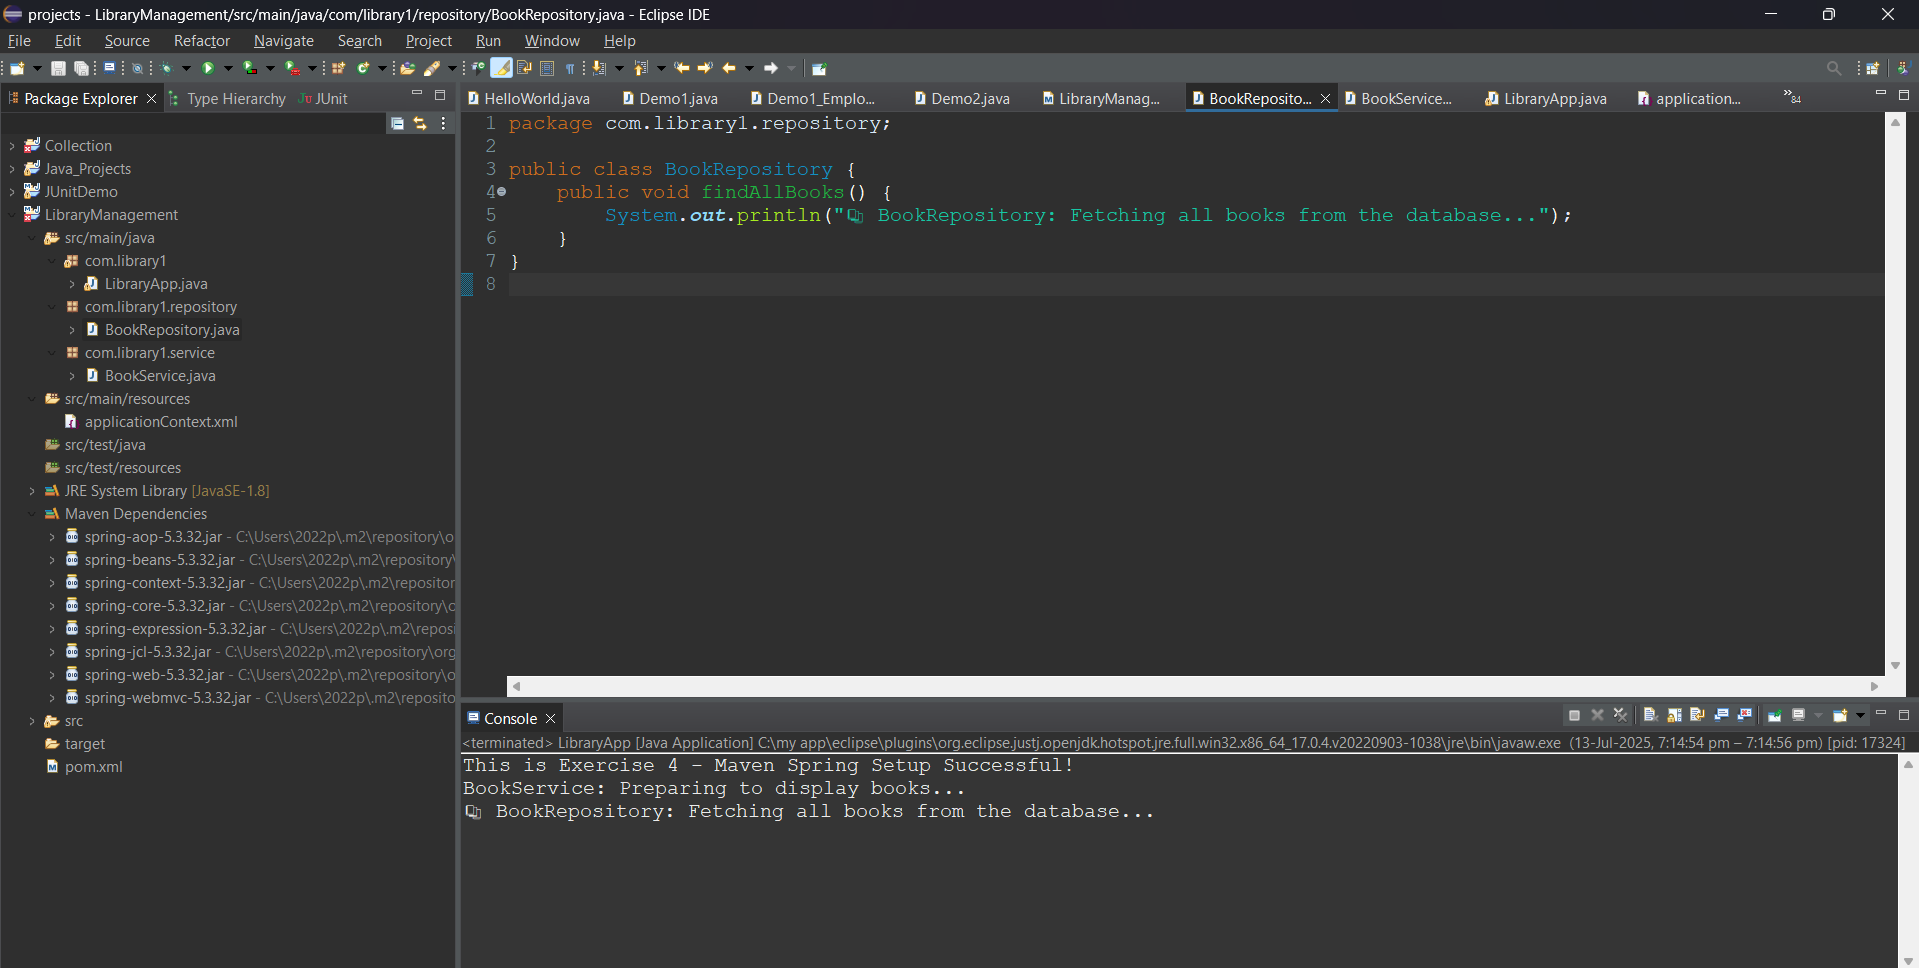 projects - LibraryManagement/src/main/java/com/library1/repository/BookRepository.java - Eclipse IDE
File Edit Source Refactor Navigate Search Project Run Window Help
Package Explorer Type Hierarchy JUnit
HelloWorld.java Demo1.java Demo1_Emplo... Demo2.java LibraryManag... BookReposito... BookService... LibraryApp.java application... »84
Collection
Java_Projects
JUnitDemo
LibraryManagement
src/main/java
com.library1
LibraryApp.java
com.library1.repository
BookRepository.java
com.library1.service
BookService.java
src/main/resources
applicationContext.xml
src/test/java
src/test/resources
JRE System Library [JavaSE-1.8]
Maven Dependencies
spring-aop-5.3.32.jar - C:\Users\2022p\.m2\repository\o
spring-beans-5.3.32.jar - C:\Users\2022p\.m2\repository\
spring-context-5.3.32.jar - C:\Users\2022p\.m2\repositor
spring-core-5.3.32.jar - C:\Users\2022p\.m2\repository\o
spring-expression-5.3.32.jar - C:\Users\2022p\.m2\reposi
spring-jcl-5.3.32.jar - C:\Users\2022p\.m2\repository\org
spring-web-5.3.32.jar - C:\Users\2022p\.m2\repository\o
spring-webmvc-5.3.32.jar - C:\Users\2022p\.m2\reposito
src
target
pom.xml
1 package com.library1.repository;
2
3 public class BookRepository {
4 public void findAllBooks() {
5 System.out.println("📚 BookRepository: Fetching all books from the database...");
6 }
7 }
8
Console
<terminated> LibraryApp [Java Application] C:\my app\eclipse\plugins\org.eclipse.justj.openjdk.hotspot.jre.full.win32.x86_64_17.0.4.v20220903-1038\jre\bin\javaw.exe (13-Jul-2025, 7:14:54 pm – 7:14:56 pm) [pid: 17324]
This is Exercise 4 - Maven Spring Setup Successful!
BookService: Preparing to display books...
📚 BookRepository: Fetching all books from the database...